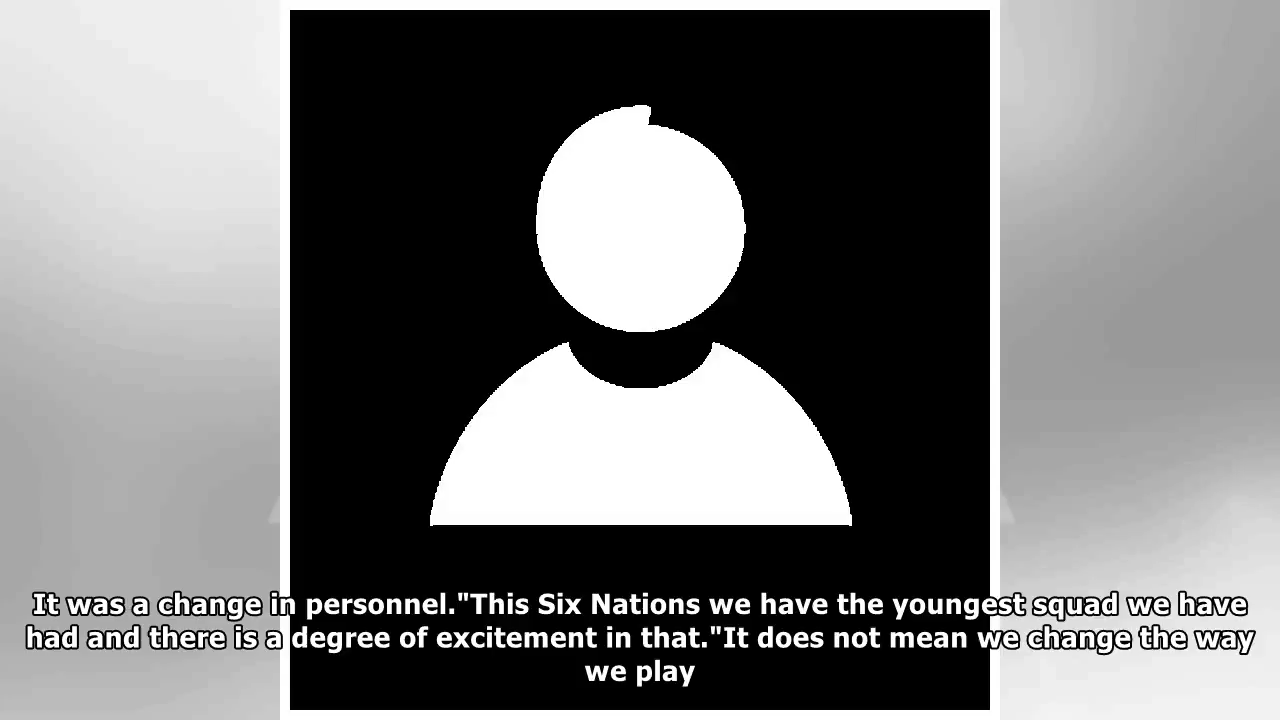 It was a change in personnel."This Six Nations we have the youngest squad we have
had and there is a degree of excitement in that."It does not mean we change the way
we play